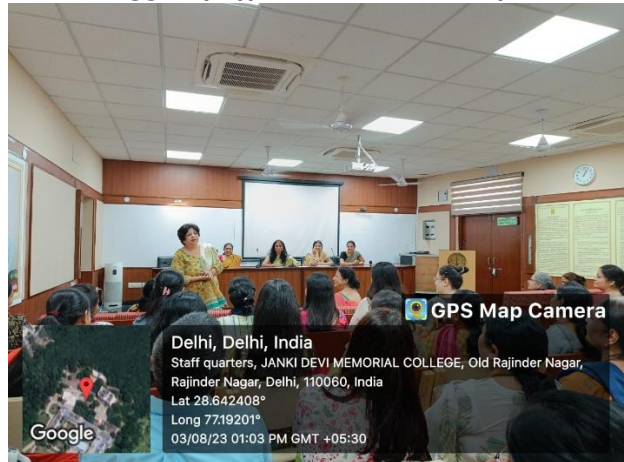 GPS Map Camera
Delhi, Delhi, India
Staff quarters, JANKI DEVI MEMORIAL COLLEGE, Old Rajinder Nagar,
Rajinder Nagar, Delhi, 110060, India
Lat 28.642408°
Long 77.19201°
03/08/23 01:03 PM GMT +05:30
Google